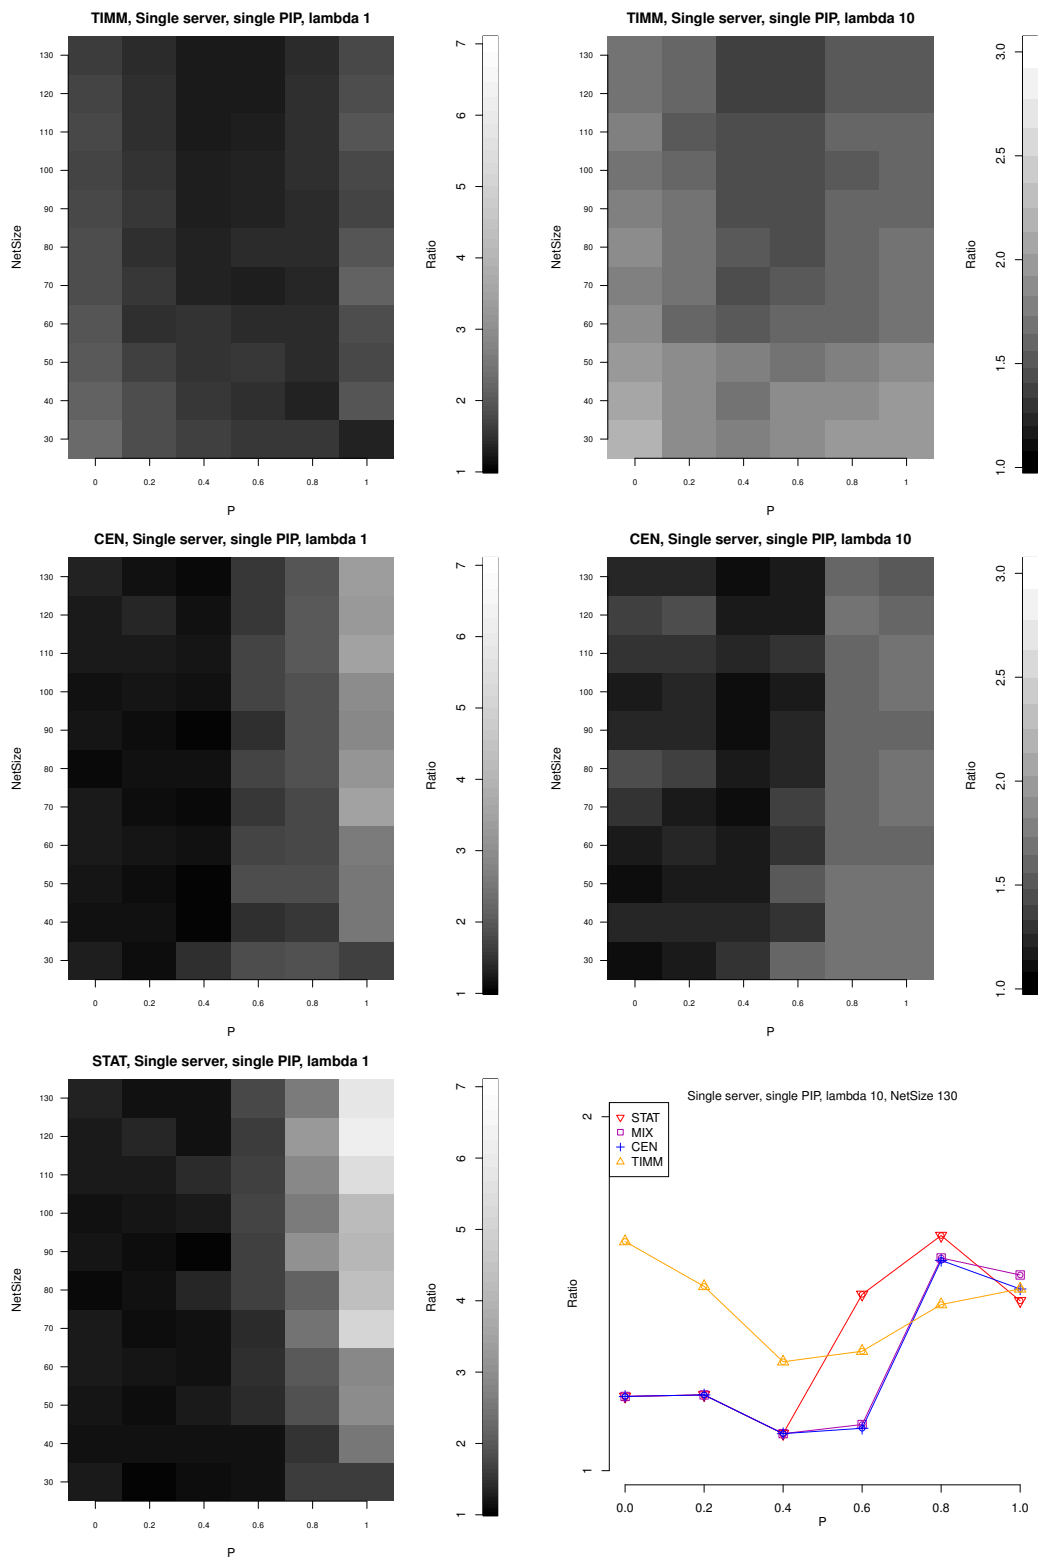 TIMM, Single server, single PIP, lambda 1
NetSize
130
120
110
100
90
80
70
60
50
40
30
0 0.2 0.4 0.6 0.8 1
P
Ratio
7
6
5
4
3
2
1
TIMM, Single server, single PIP, lambda 10
NetSize
130
120
110
100
90
80
70
60
50
40
30
0 0.2 0.4 0.6 0.8 1
P
Ratio
3.0
2.5
2.0
1.5
1.0
CEN, Single server, single PIP, lambda 1
NetSize
130
120
110
100
90
80
70
60
50
40
30
0 0.2 0.4 0.6 0.8 1
P
Ratio
7
6
5
4
3
2
1
CEN, Single server, single PIP, lambda 10
NetSize
130
120
110
100
90
80
70
60
50
40
30
0 0.2 0.4 0.6 0.8 1
P
Ratio
3.0
2.5
2.0
1.5
1.0
STAT, Single server, single PIP, lambda 1
NetSize
130
120
110
100
90
80
70
60
50
40
30
0 0.2 0.4 0.6 0.8 1
P
Ratio
7
6
5
4
3
2
1
Single server, single PIP, lambda 10, NetSize 130
STAT
MIX
CEN
TIMM
Ratio
2
1
0.0 0.2 0.4 0.6 0.8 1.0
P